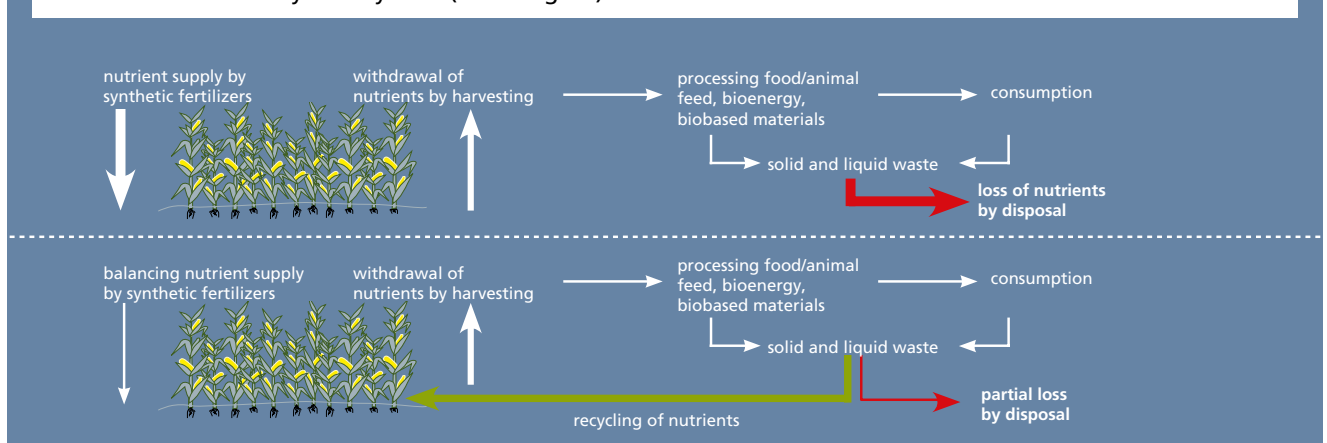 nutrient supply by
synthetic fertilizers
withdrawal of
nutrients by harvesting
processing food/animal
feed, bioenergy,
biobased materials
consumption
solid and liquid waste
loss of nutrients
by disposal
balancing nutrient supply
by synthetic fertilizers
withdrawal of
nutrients by harvesting
processing food/animal
feed, bioenergy,
biobased materials
consumption
solid and liquid waste
partial loss
by disposal
recycling of nutrients